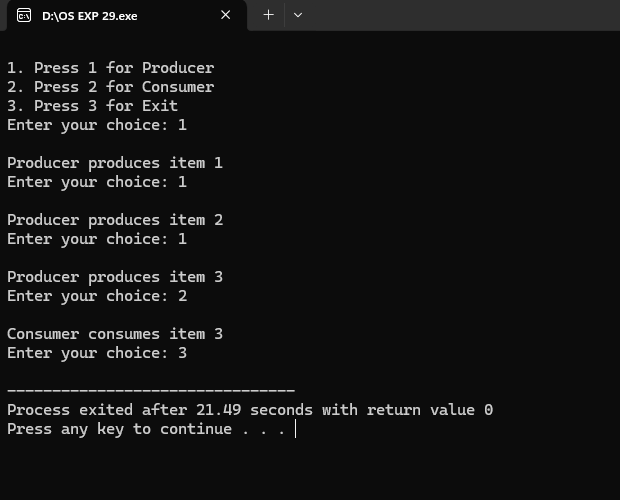 D:\OS EXP 29.exe
1. Press 1 for Producer
2. Press 2 for Consumer
3. Press 3 for Exit
Enter your choice: 1
Producer produces item 1
Enter your choice: 1
Producer produces item 2
Enter your choice: 1
Producer produces item 3
Enter your choice: 2
Consumer consumes item 3
Enter your choice: 3
--------------------------------
Process exited after 21.49 seconds with return value 0
Press any key to continue . . .